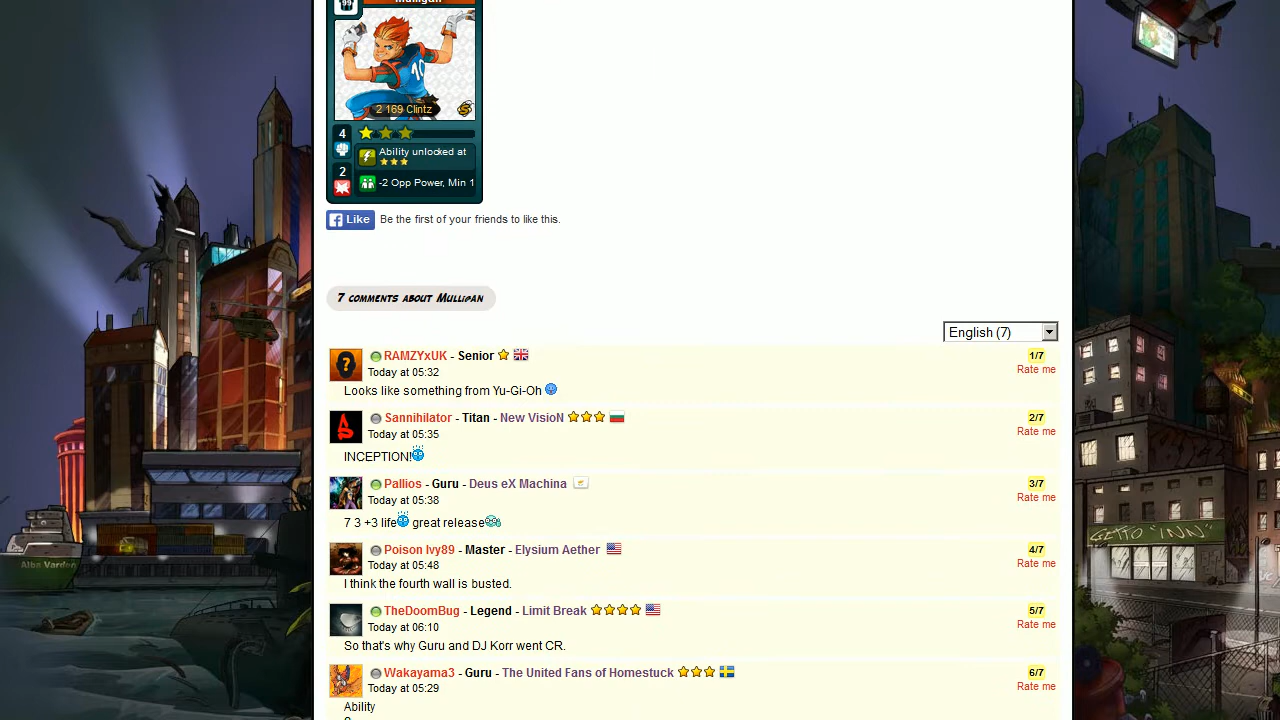 Mulligan
2 169 Clintz
4
Ability unlocked at
2
-2 Opp Power, Min 1
Like Be the first of your friends to like this.
7 comments about Mulligan
English (7)
RAMZYxUK - Senior 1/7
Today at 05:32 Rate me
Looks like something from Yu-Gi-Oh
Sannihilator - Titan - New VisioN 2/7
Today at 05:35 Rate me
INCEPTION!
Pallios - Guru - Deus eX Machina 3/7
Today at 05:38 Rate me
7 3 +3 life great release
Poison Ivy89 - Master - Elysium Aether 4/7
Today at 05:48 Rate me
I think the fourth wall is busted.
TheDoomBug - Legend - Limit Break 5/7
Today at 06:10 Rate me
So that's why Guru and DJ Korr went CR.
Wakayama3 - Guru - The United Fans of Homestuck 6/7
Today at 05:29 Rate me
Ability
Alba Varden
GETTO "INN"